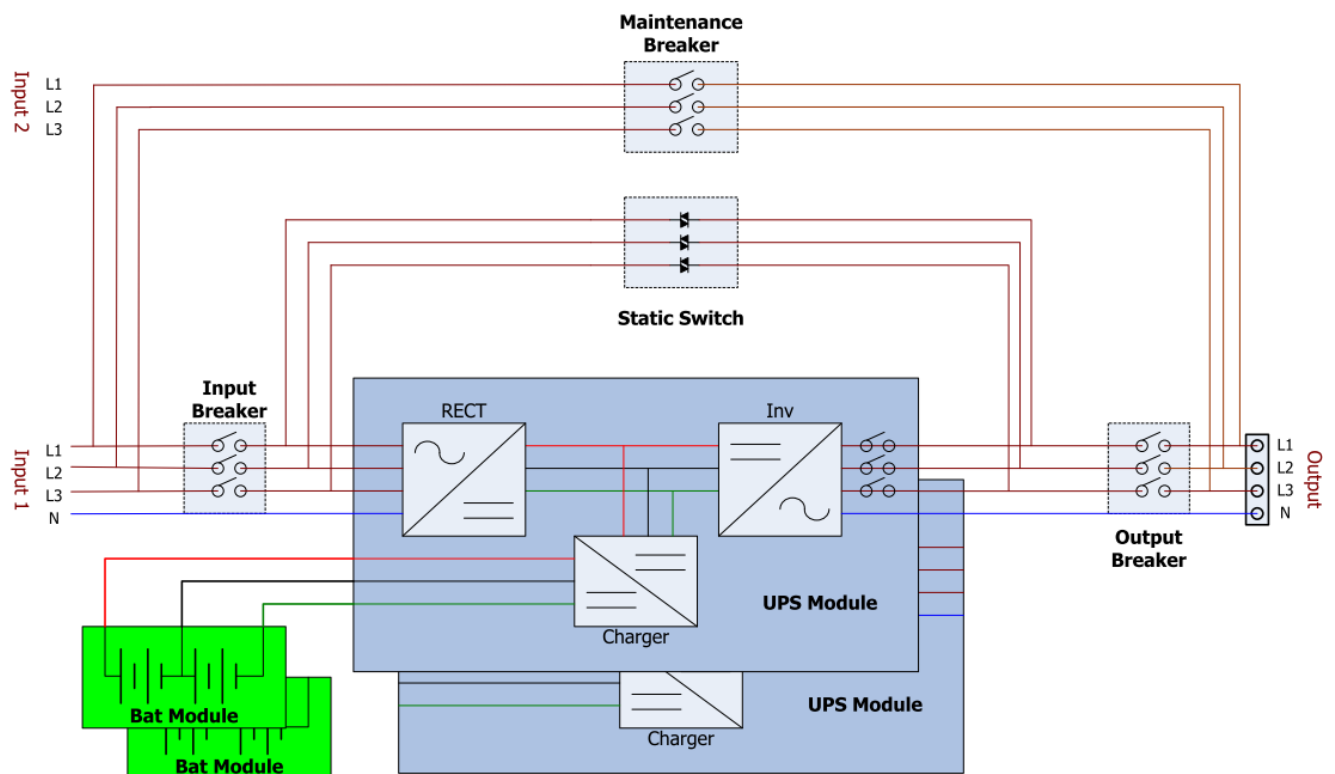 Maintenance
Breaker
Input 2
L1
L2
L3
Static Switch
Input
Breaker
RECT
Inv
Input 1
L1
L2
L3
N
L1
L2
L3
N
Output
Output
Breaker
UPS Module
Charger
Bat Module
UPS Module
Charger
Bat Module